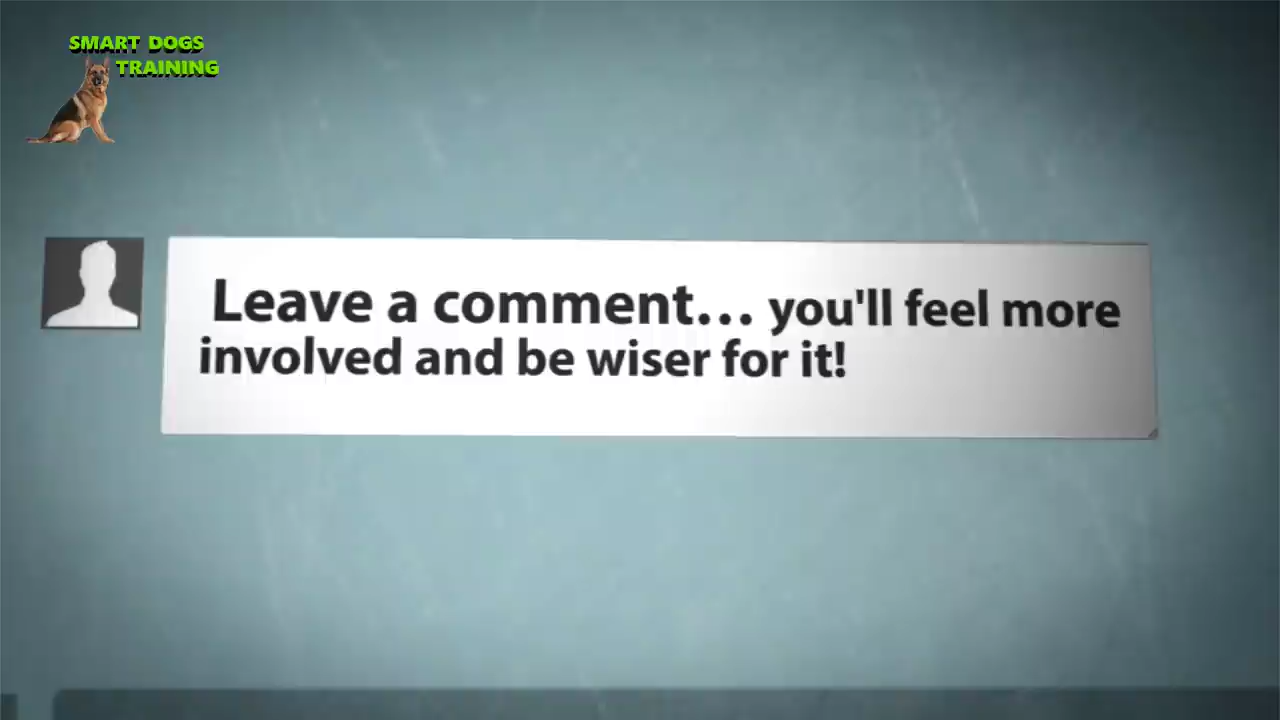 SMART DOGS
TRAINING
Leave a comment... you'll feel more
involved and be wiser for it!